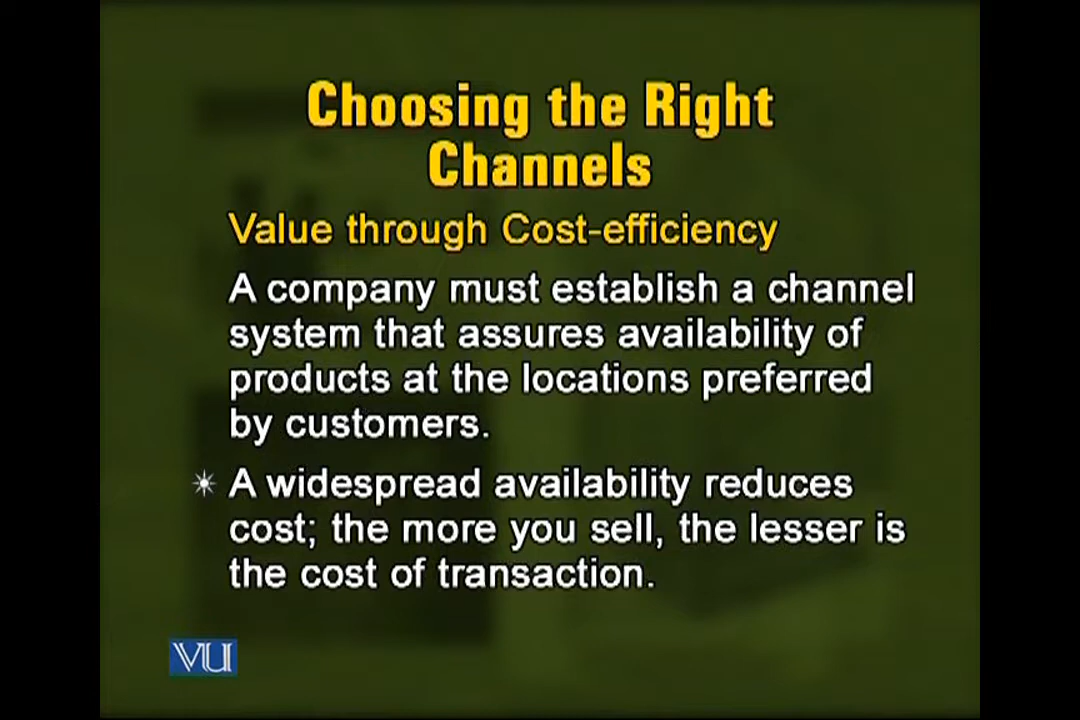 Choosing the Right
Channels
Value through Cost-efficiency
A company must establish a channel
system that assures availability of
products at the locations preferred
by customers.
A widespread availability reduces
cost; the more you sell, the lesser is
the cost of transaction.
VU